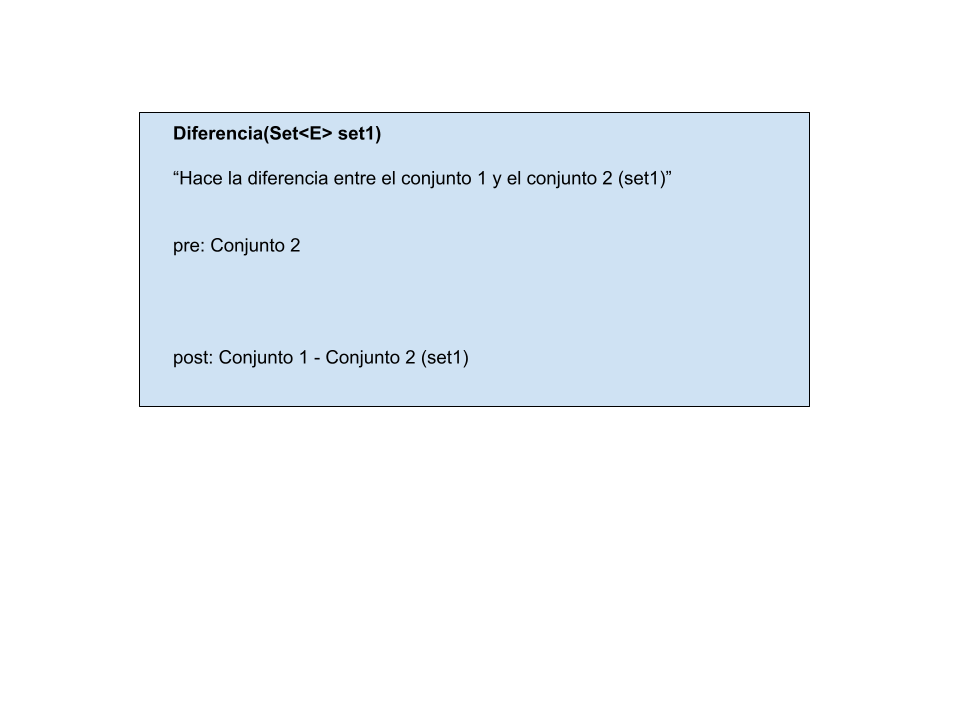 Diferencia(Set<E> set1)
“Hace la diferencia entre el conjunto 1 y el conjunto 2 (set1)”
pre: Conjunto 2
post: Conjunto 1 - Conjunto 2 (set1)